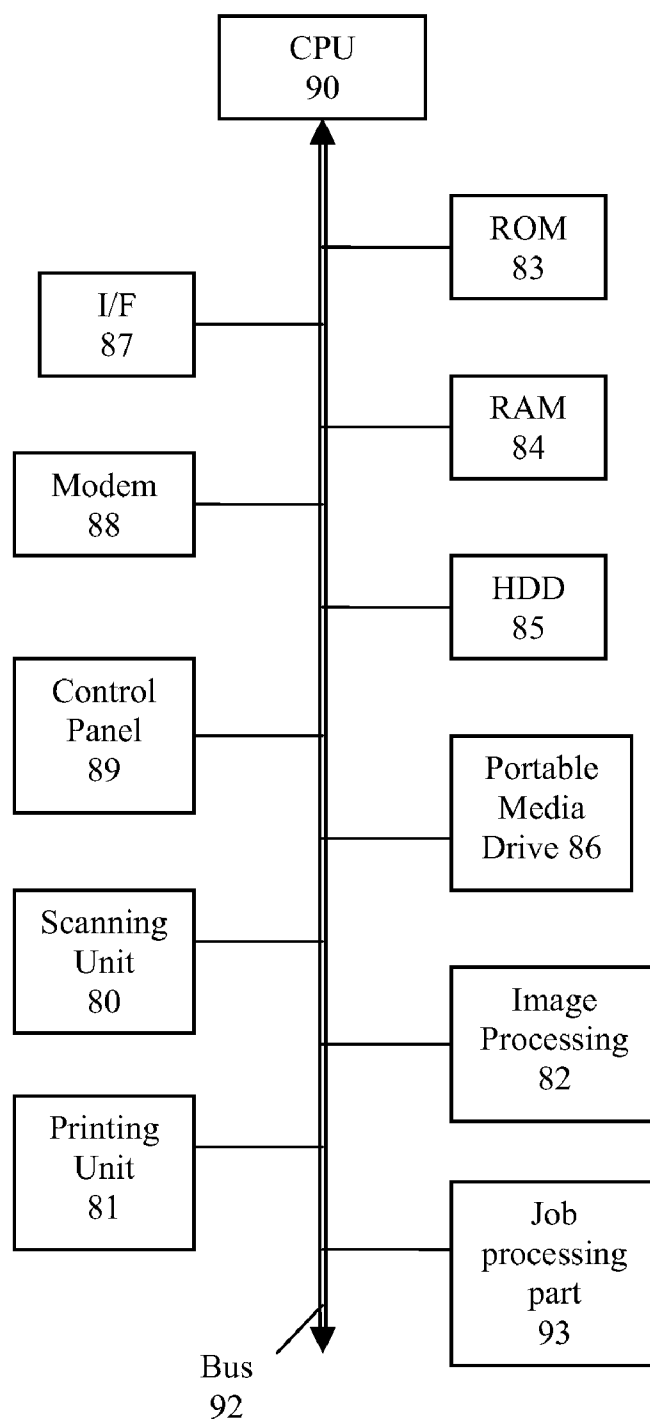 CPU
90
ROM
83
I/F
87
RAM
84
Modem
88
HDD
85
Control
Panel
89
Portable
Media
Drive 86
Scanning
Unit
80
Image
Processing
82
Printing
Unit
81
Job
processing
part
93
Bus
92